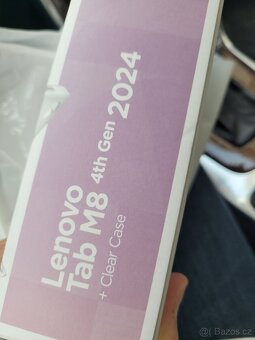 Lenovo
Tab M8 4th Gen 2024
+ Clear Case
© Bazos.cz